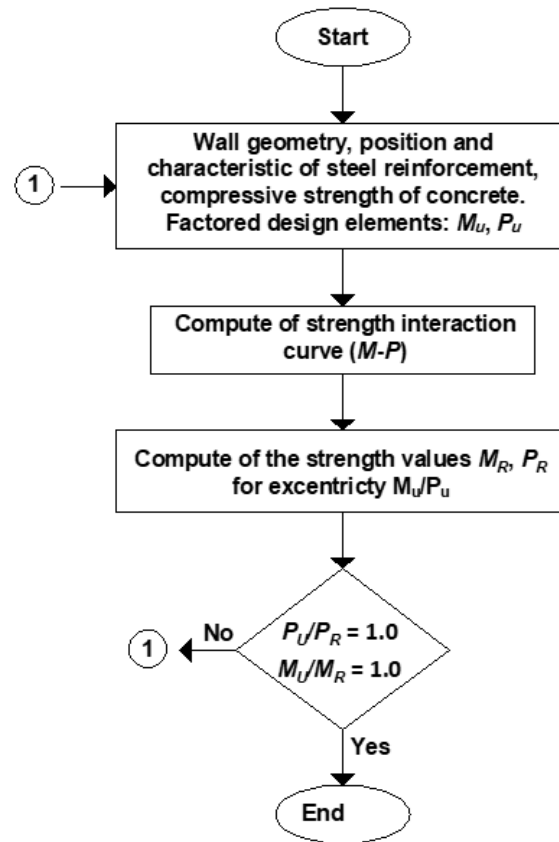 Start
Wall geometry, position and
characteristic of steel reinforcement,
1
compressive strength of concrete.
Factored design elements: Mu, Pu
Compute of strength interaction
curve (M-P)
Compute of the strength values MR, PR
for excentricty Mu/Pu
No
PU/PR = 1.0
1
MU/MR = 1.0
Yes
End